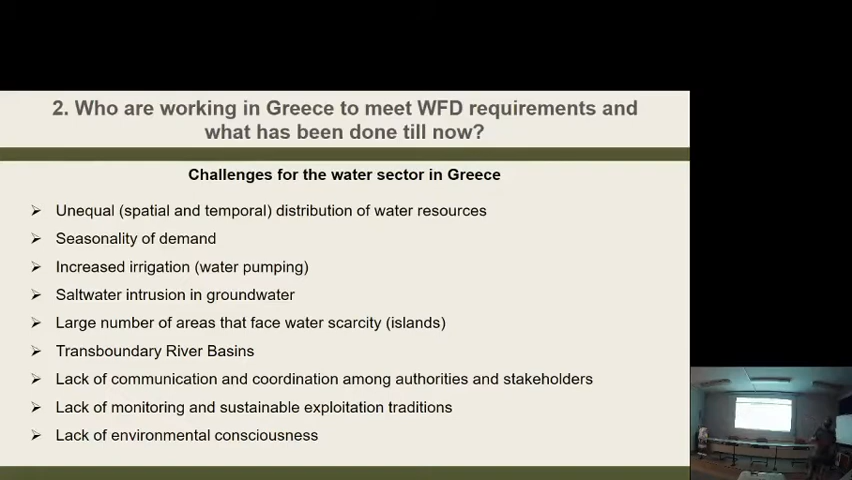 2. Who are working in Greece to meet WFD requirements and
what has been done till now?
Challenges for the water sector in Greece
Unequal (spatial and temporal) distribution of water resources
Seasonality of demand
Increased irrigation (water pumping)
Saltwater intrusion in groundwater
Large number of areas that face water scarcity (islands)
Transboundary River Basins
Lack of communication and coordination among authorities and stakeholders
Lack of monitoring and sustainable exploitation traditions
Lack of environmental consciousness